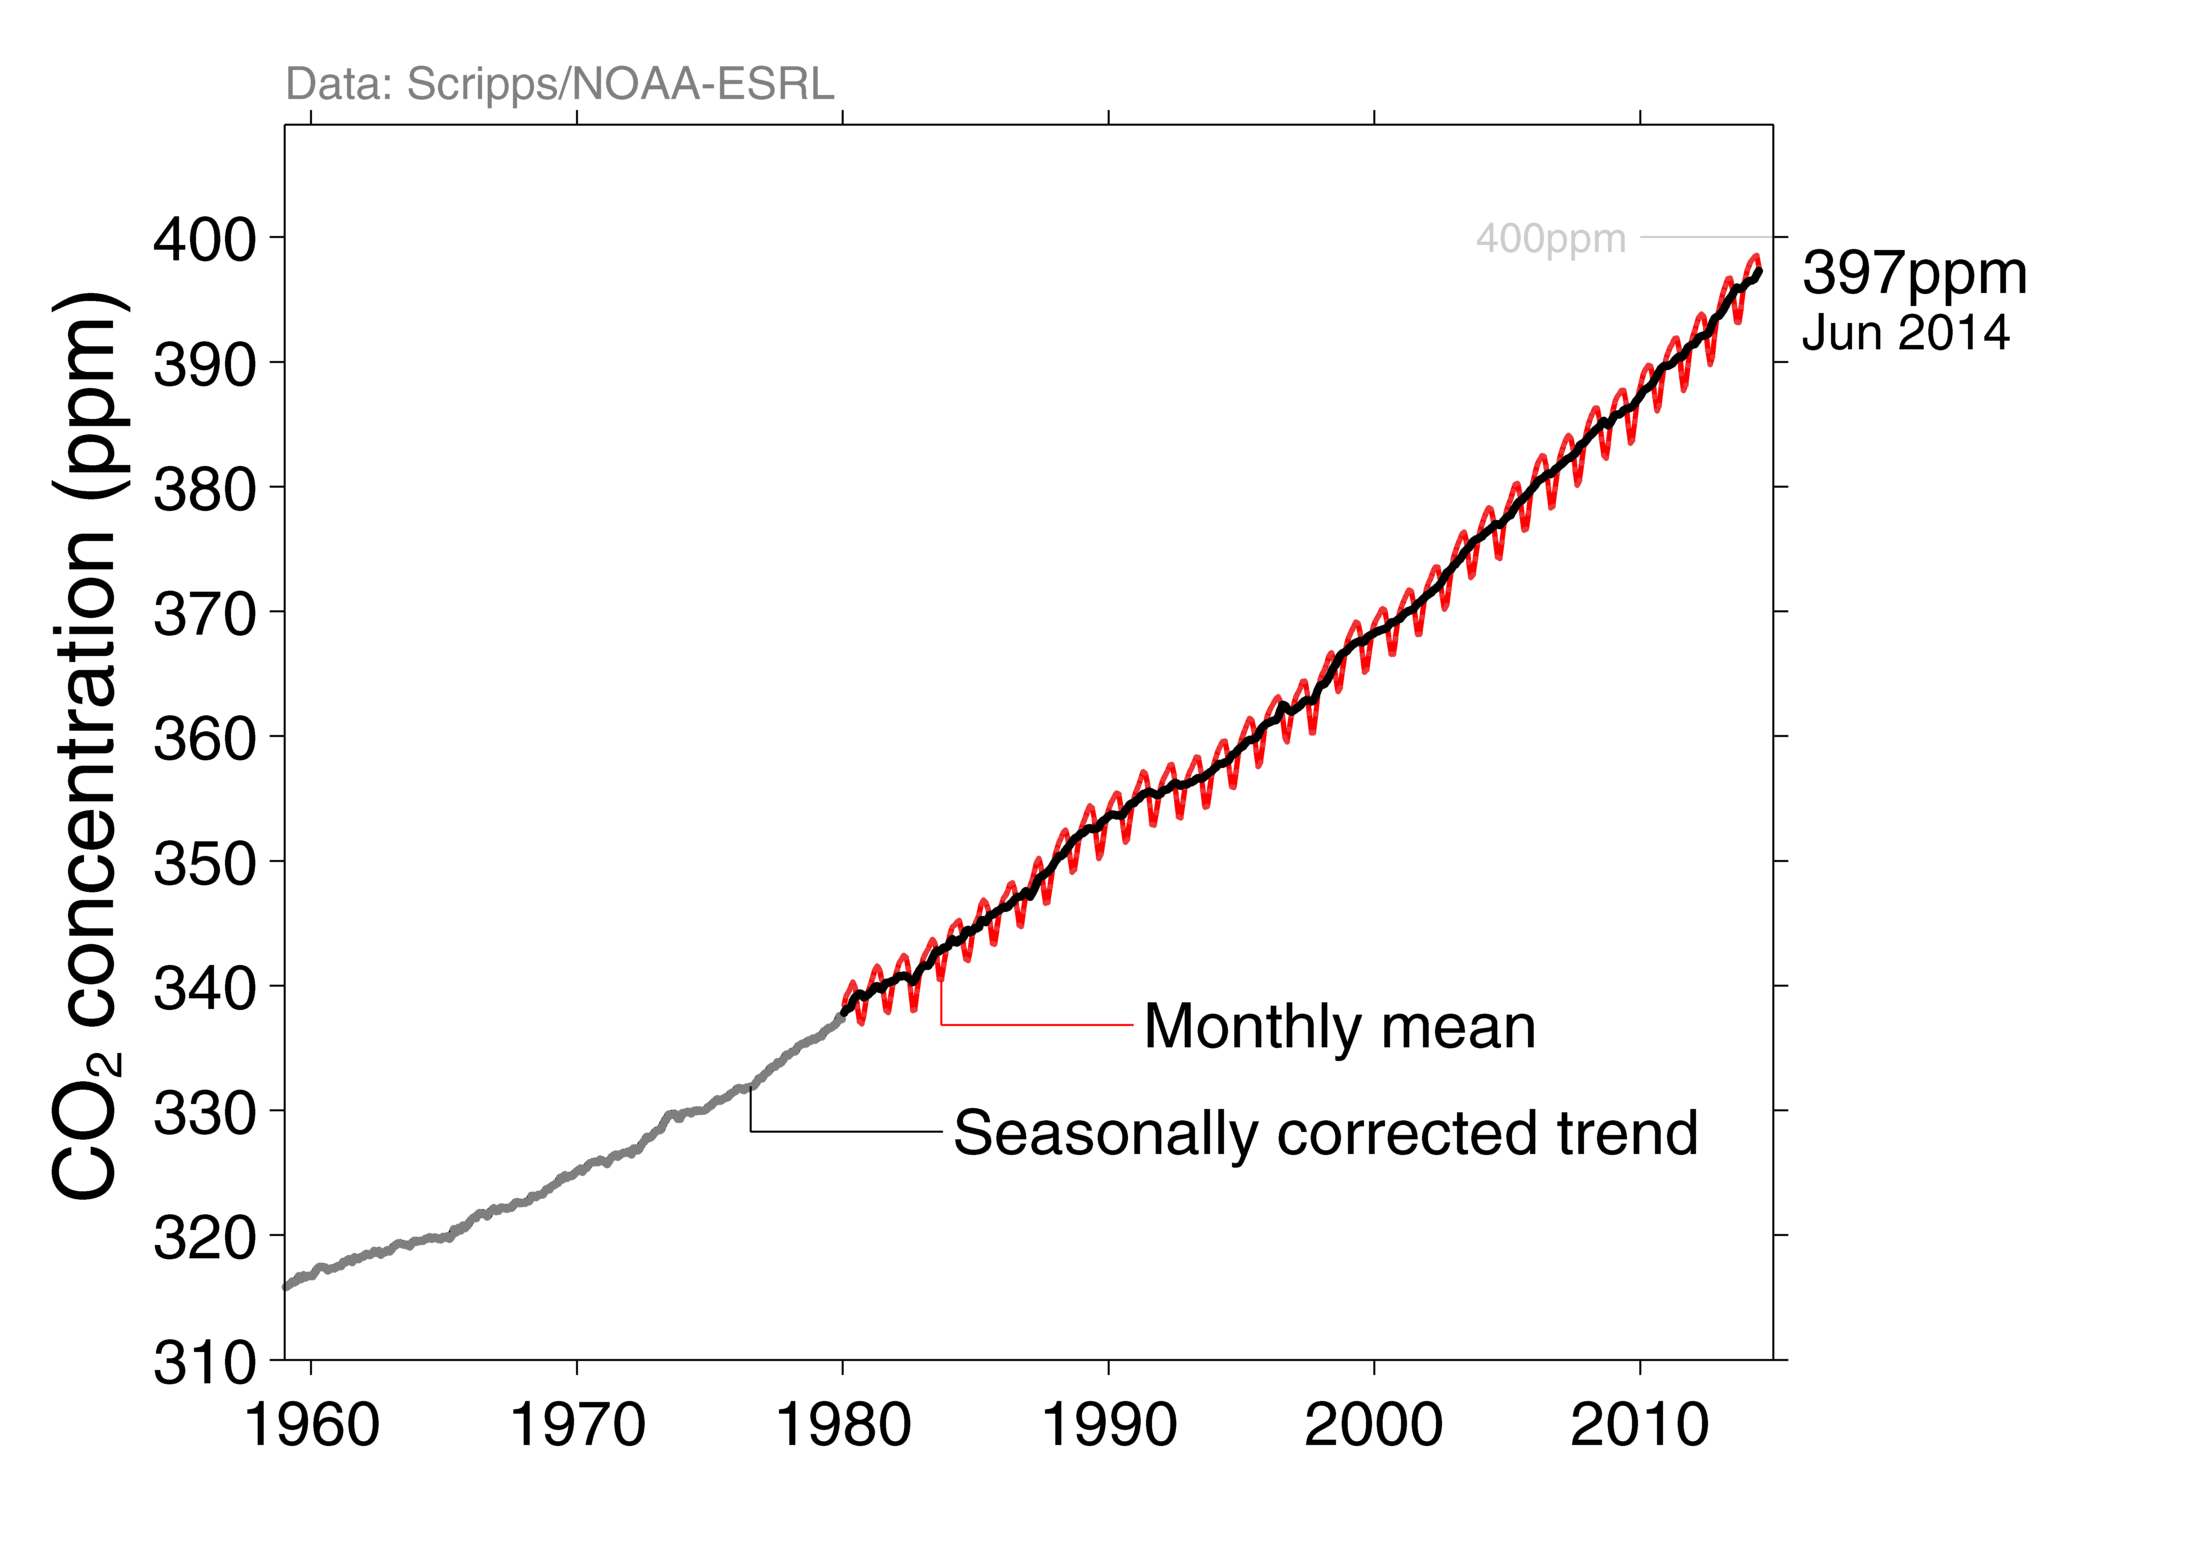 Data: Scripps/NOAA-ESRL
CO₂ concentration (ppm)
400
390
380
370
360
350
340
330
320
310
400ppm
397ppm
Jun 2014
Monthly mean
Seasonally corrected trend
1960
1970
1980
1990
2000
2010